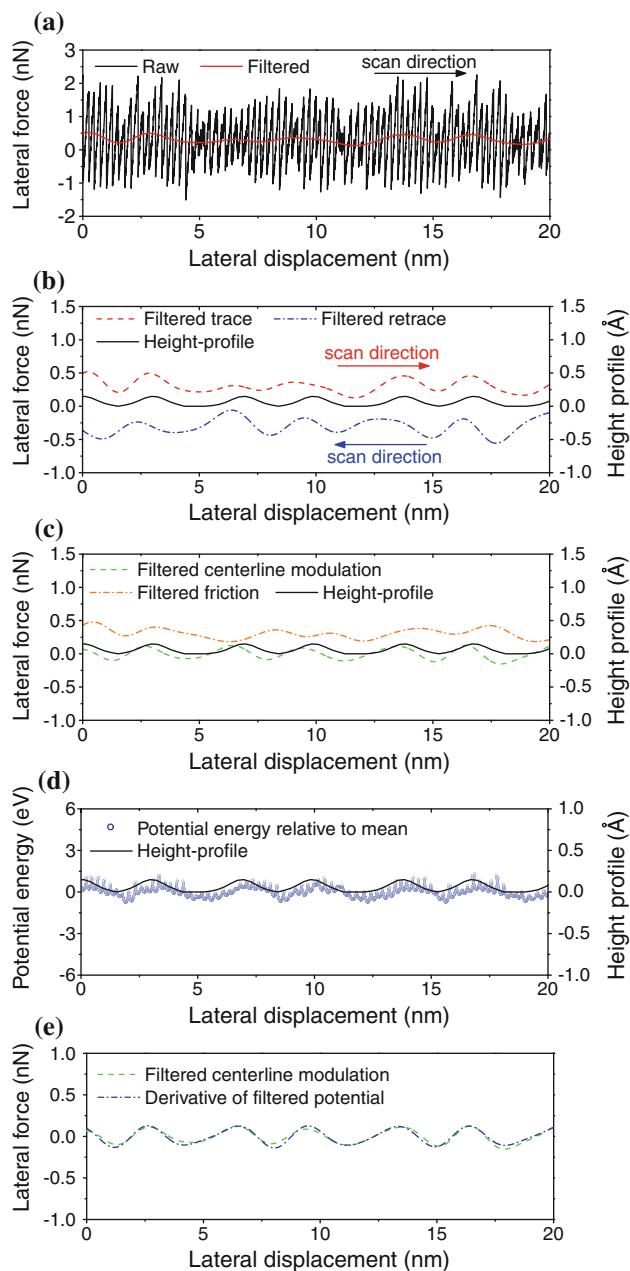 (a)
Lateral force (nN)
3
2
1
0
-1
-2
Raw
Filtered
scan direction
0
5
10
15
20
Lateral displacement (nm)
(b)
Lateral force (nN)
1.5
1.0
0.5
0.0
-0.5
-1.0
Filtered trace
Filtered retrace
Height-profile
scan direction
scan direction
1.5
1.0
0.5
0.0
-0.5
-1.0
Height profile (Å)
0
5
10
15
20
Lateral displacement (nm)
(c)
Lateral force (nN)
1.5
1.0
0.5
0.0
-0.5
-1.0
Filtered centerline modulation
Filtered friction
Height-profile
1.5
1.0
0.5
0.0
-0.5
-1.0
Height profile (Å)
0
5
10
15
20
Lateral displacement (nm)
(d)
Potential energy (eV)
6
3
0
-3
-6
Potential energy relative to mean
Height-profile
1.0
0.5
0.0
-0.5
-1.0
Height profile (Å)
0
5
10
15
20
Lateral displacement (nm)
(e)
Lateral force (nN)
1.0
0.5
0.0
-0.5
-1.0
Filtered centerline modulation
Derivative of filtered potential
0
5
10
15
20
Lateral displacement (nm)